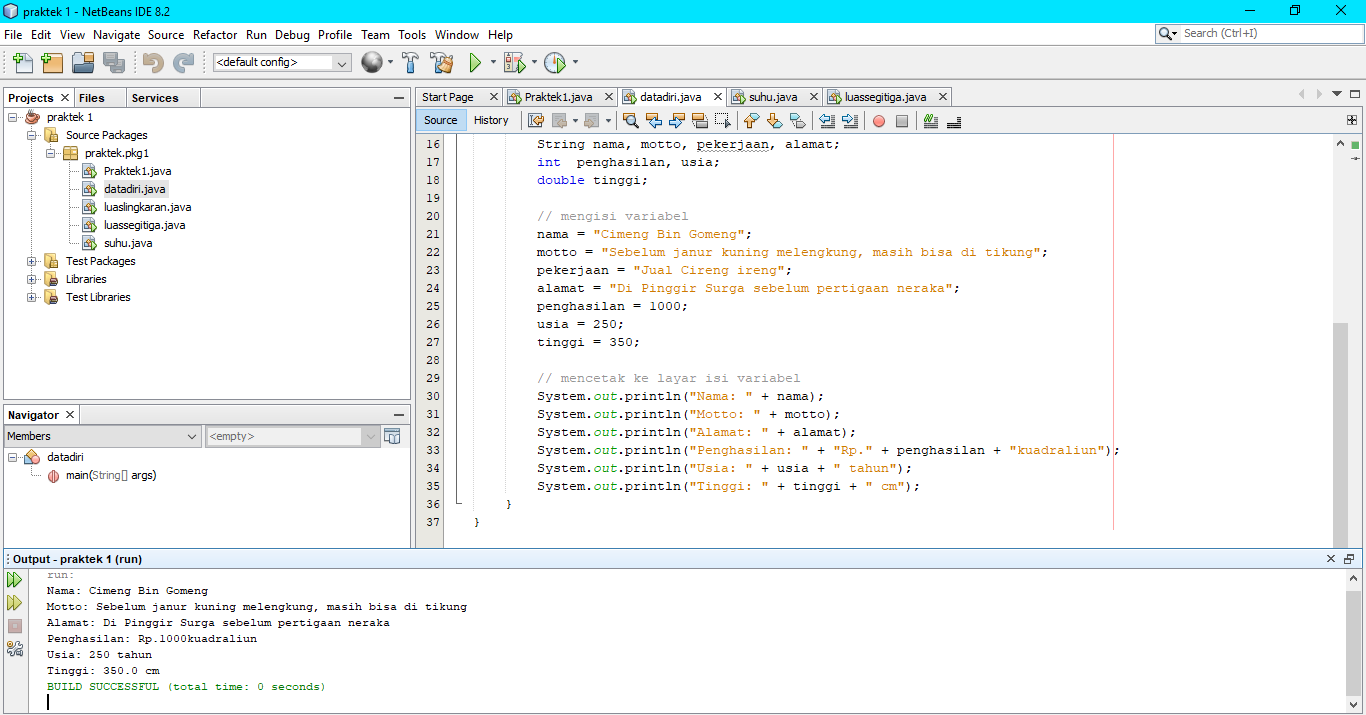 praktek 1 - NetBeans IDE 8.2
File Edit View Navigate Source Refactor Run Debug Profile Team Tools Window Help
Search (Ctrl+I)
<default config>
Projects Files Services
praktek 1
Source Packages
praktek.pkg1
Praktek1.java
datadiri.java
luaslingkaran.java
luassegitiga.java
suhu.java
Test Packages
Libraries
Test Libraries
Navigator
Members <empty>
datadiri
main(String[] args)
Start Page Praktek1.java datadiri.java suhu.java luassegitiga.java
Source History
16 String nama, motto, pekerjaan, alamat;
17 int  penghasilan, usia;
18 double tinggi;
19
20 // mengisi variabel
21 nama = "Cimeng Bin Gomeng";
22 motto = "Sebelum janur kuning melengkung, masih bisa di tikung";
23 pekerjaan = "Jual Cireng ireng";
24 alamat = "Di Pinggir Surga sebelum pertigaan neraka";
25 penghasilan = 1000;
26 usia = 250;
27 tinggi = 350;
28
29 // mencetak ke layar isi variabel
30 System.out.println("Nama: " + nama);
31 System.out.println("Motto: " + motto);
32 System.out.println("Alamat: " + alamat);
33 System.out.println("Penghasilan: " + "Rp." + penghasilan + "kuadraliun");
34 System.out.println("Usia: " + usia + " tahun");
35 System.out.println("Tinggi: " + tinggi + " cm");
36 }
37 }
Output - praktek 1 (run)
run:
Nama: Cimeng Bin Gomeng
Motto: Sebelum janur kuning melengkung, masih bisa di tikung
Alamat: Di Pinggir Surga sebelum pertigaan neraka
Penghasilan: Rp.1000kuadraliun
Usia: 250 tahun
Tinggi: 350.0 cm
BUILD SUCCESSFUL (total time: 0 seconds)